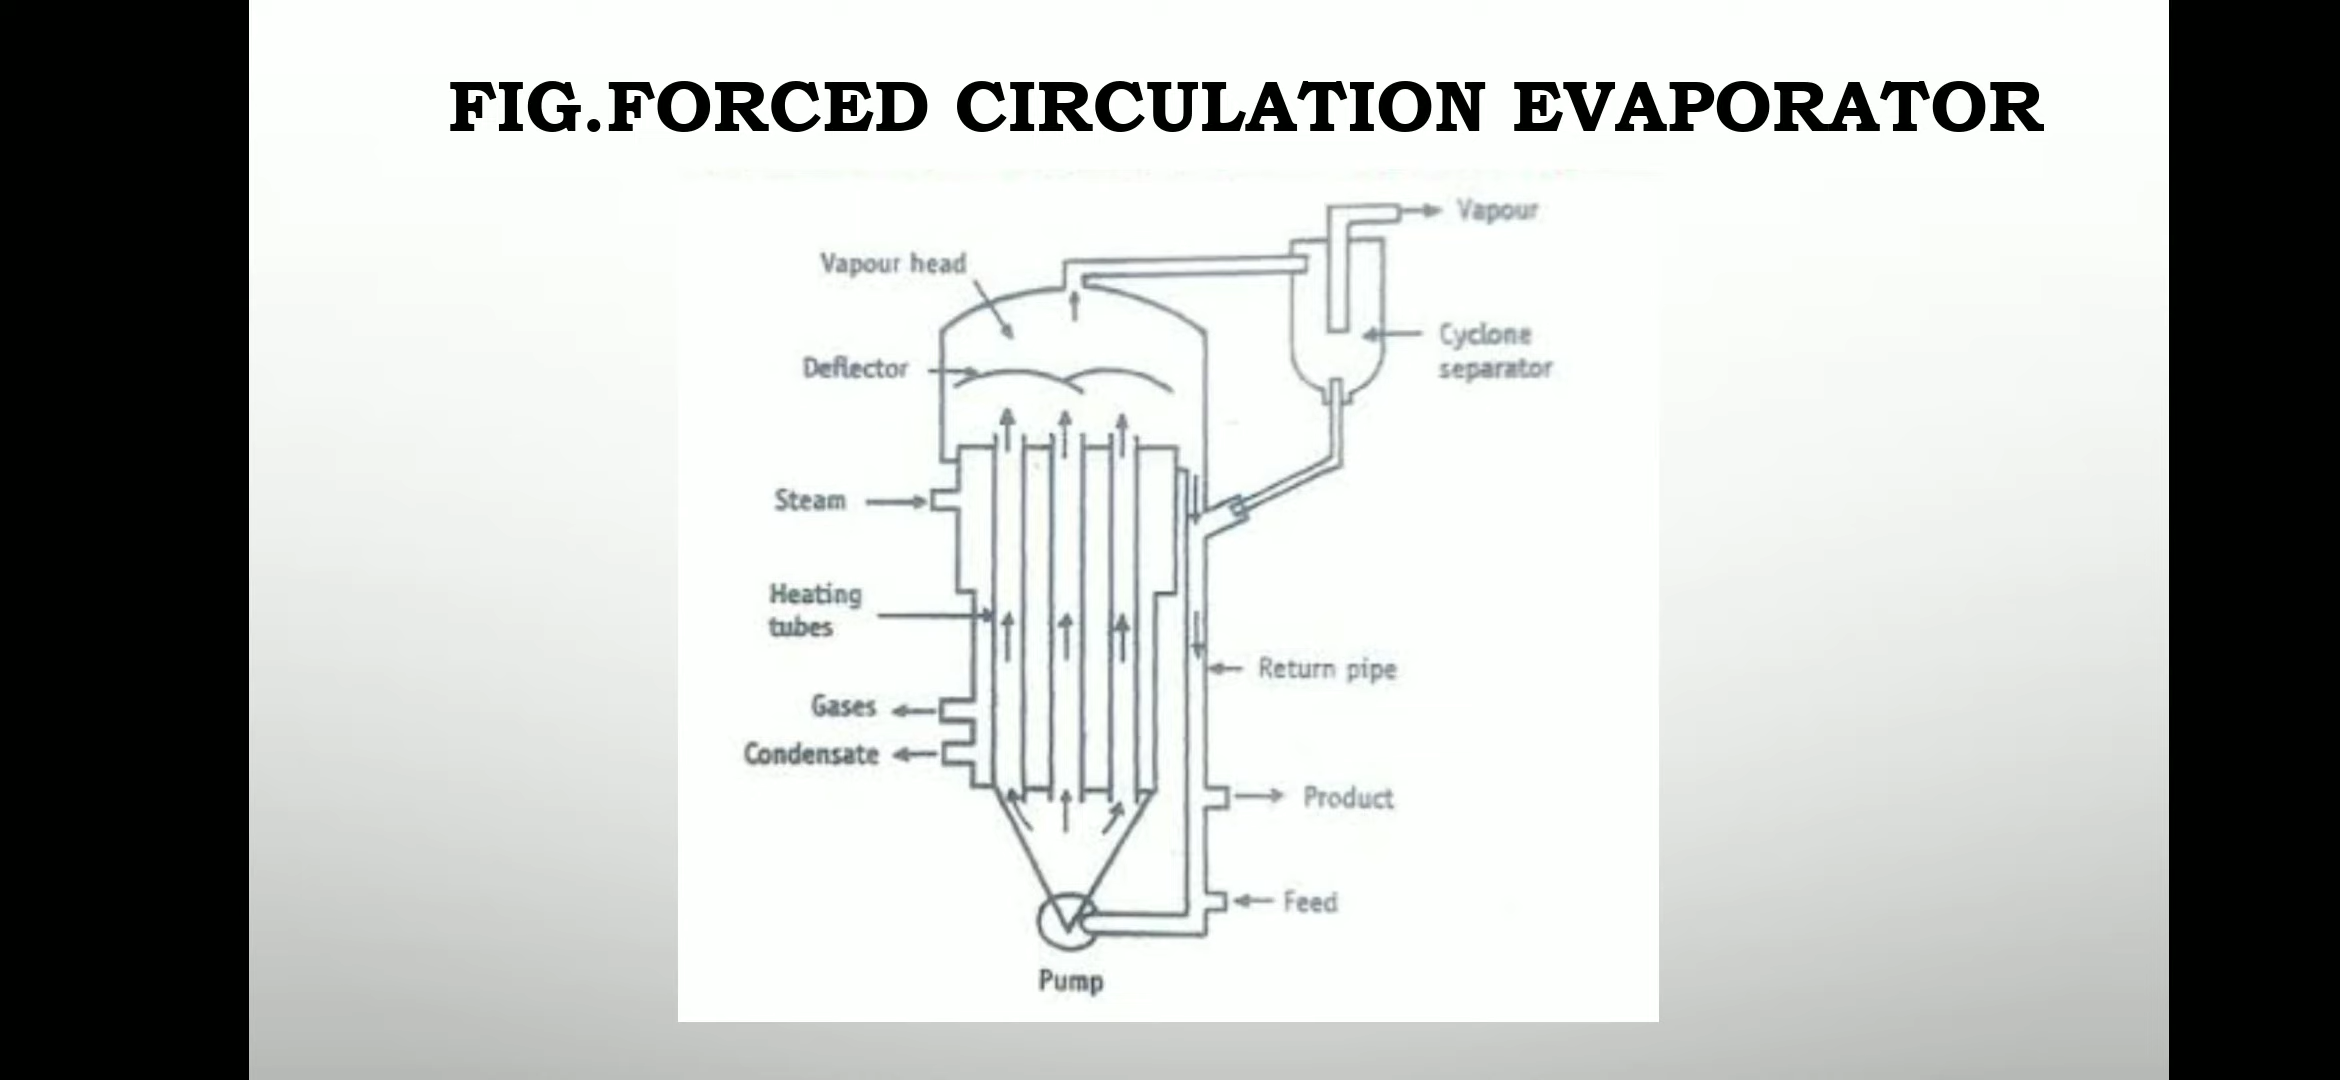 FIG.FORCED CIRCULATION EVAPORATOR
Vapour
Vapour head
Cyclone
separator
Deflector
Steam
Heating
tubes
Return pipe
Gases
Condensate
Product
Feed
Pump